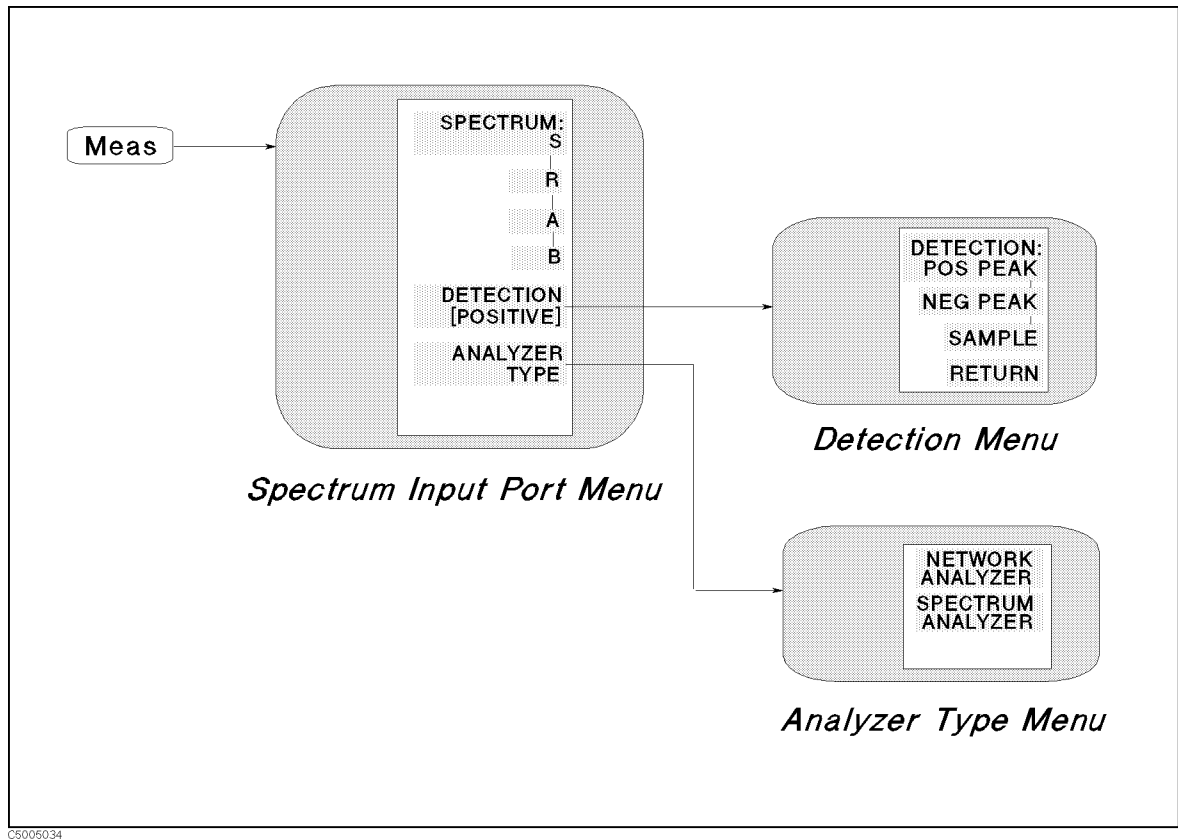 Meas
SPECTRUM:
S
R
A
B
DETECTION
[POSITIVE]
ANALYZER
TYPE
Spectrum Input Port Menu
DETECTION:
POS PEAK
NEG PEAK
SAMPLE
RETURN
Detection Menu
NETWORK
ANALYZER
SPECTRUM
ANALYZER
Analyzer Type Menu
C5005034